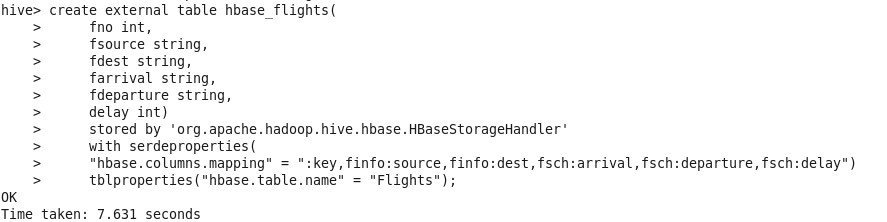 hive> create external table hbase_flights(
    >      fno int,
    >      fsource string,
    >      fdest string,
    >      farrival string,
    >      fdeparture string,
    >      delay int)
    >      stored by 'org.apache.hadoop.hive.hbase.HBaseStorageHandler'
    >      with serdeproperties(
    >      "hbase.columns.mapping" = ":key,finfo:source,finfo:dest,fsch:arrival,fsch:departure,fsch:delay")
    >      tblproperties("hbase.table.name" = "Flights");
OK
Time taken: 7.631 seconds